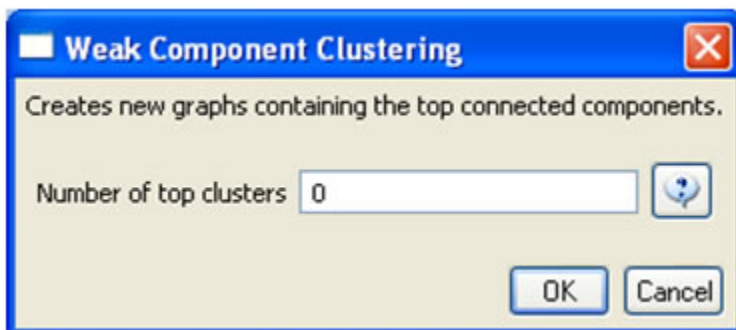 Weak Component Clustering
Creates new graphs containing the top connected components.
Number of top clusters 0
OK Cancel